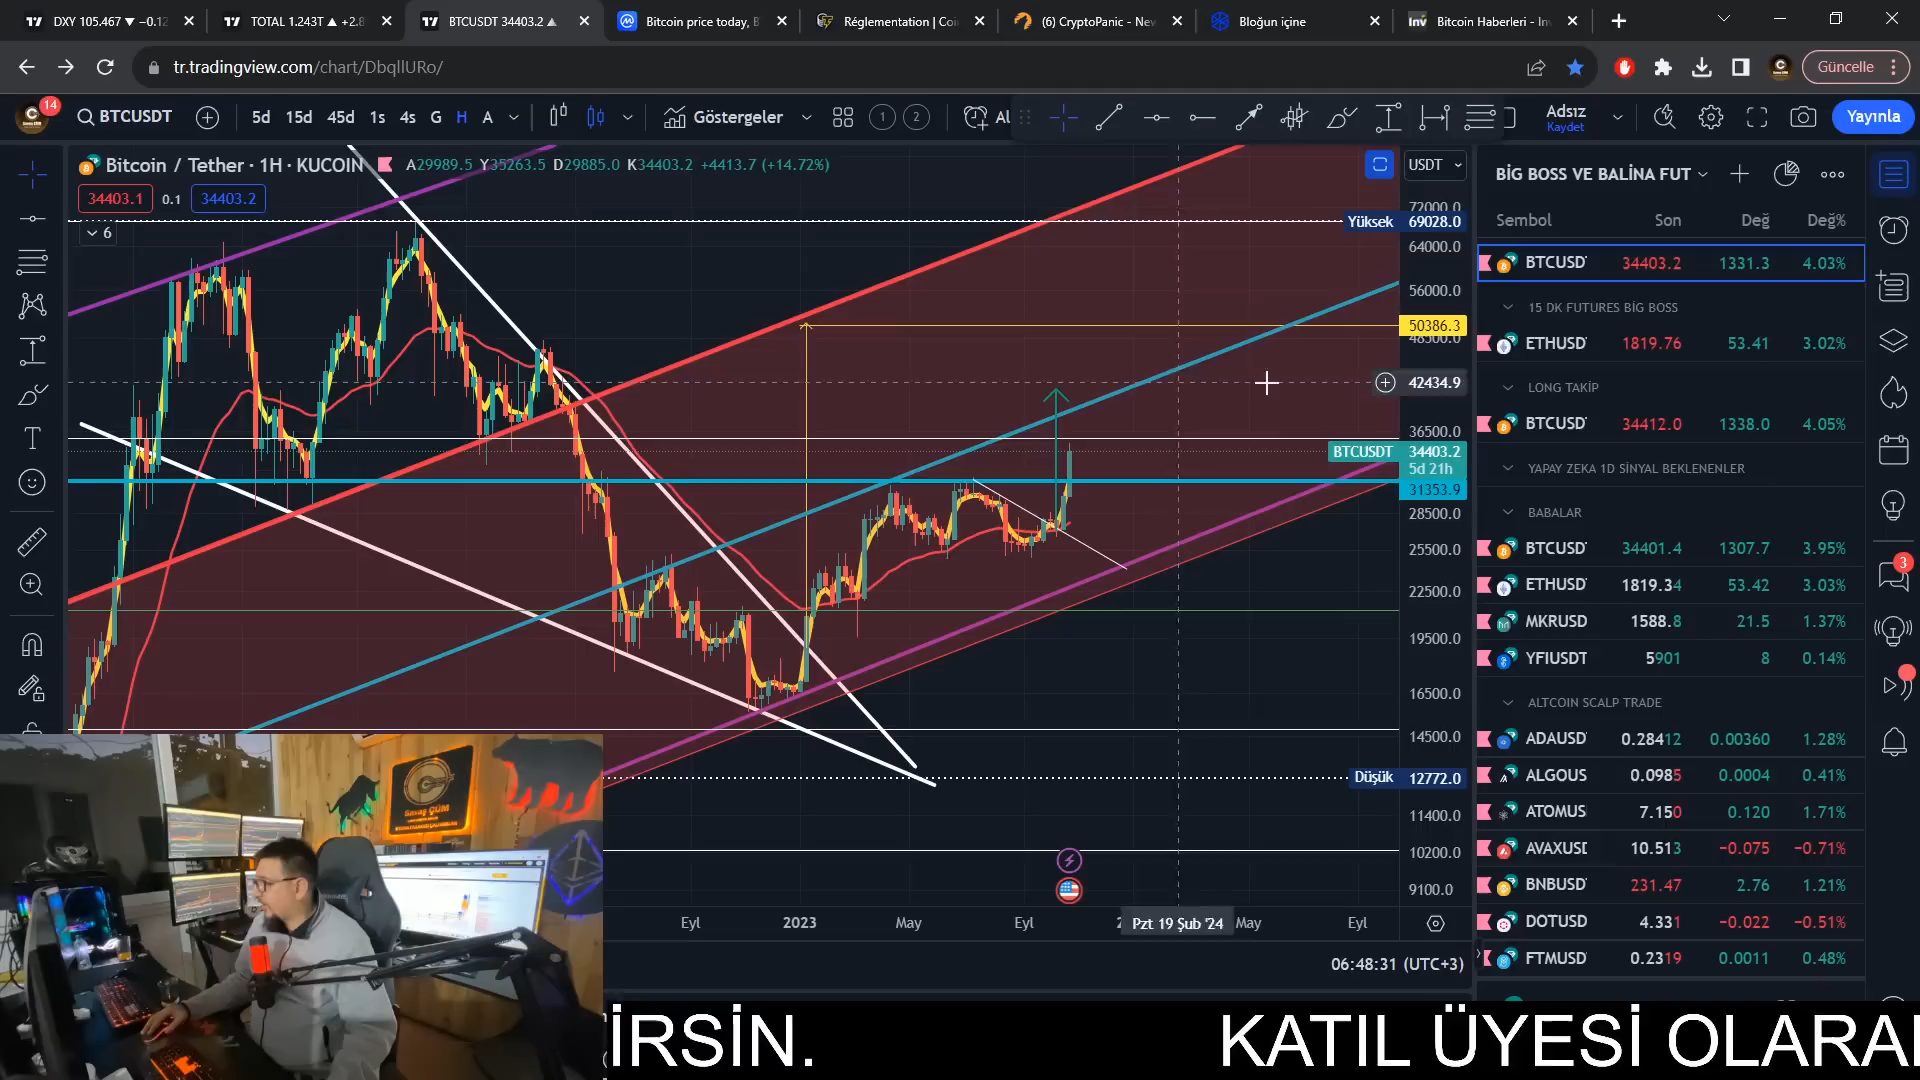 DXY 105.467 ▼ −0.12
TOTAL 1.243T ▲ +2.8
BTCUSDT 34403.2 ▲
Bitcoin price today, B
Réglementation | Coi
(6) CryptoPanic - Nev
Bloğun içine
Bitcoin Haberleri - In
tr.tradingview.com/chart/DbqllURo/
Güncelle
14
BTCUSDT
5d
15d
45d
1s
4s
G
H
A
Göstergeler
1
2
Al
Adsız
Kaydet
Yayınla
Bitcoin / Tether · 1H · KUCOIN
A29989.5 Y35263.5 D29885.0 K34403.2 +4413.7 (+14.72%)
34403.1
0.1
34403.2
6
USDT
72000.0
Yüksek 69028.0
64000.0
56000.0
50386.3
48500.0
42434.9
36500.0
BTCUSDT 34403.2
5d 21h
31353.9
28500.0
25500.0
22500.0
19500.0
16500.0
14500.0
Düşük 12772.0
11400.0
10200.0
9100.0
Eyl
2023
May
Eyl
Pzt 19 Şub '24
May
Eyl
06:48:31 (UTC+3)
BİG BOSS VE BALİNA FUT
Sembol Son Değ Değ%
BTCUSD 34403.2 1331.3 4.03%
15 DK FUTURES BİG BOSS
ETHUSD 1819.76 53.41 3.02%
LONG TAKİP
BTCUSD 34412.0 1338.0 4.05%
YAPAY ZEKA 1D SİNYAL BEKLENENLER
BABALAR
BTCUSD 34401.4 1307.7 3.95%
ETHUSD 1819.34 53.42 3.03%
MKRUSD 1588.8 21.5 1.37%
YFIUSDT 5901 8 0.14%
ALTCOIN SCALP TRADE
ADAUSD 0.28412 0.00360 1.28%
ALGOUS 0.0985 0.0004 0.41%
ATOMUS 7.150 0.120 1.71%
AVAXUSD 10.513 −0.075 −0.71%
BNBUSD 231.47 2.76 1.21%
DOTUSD 4.331 −0.022 −0.51%
FTMUSD 0.2319 0.0011 0.48%
3
Savaş ÇÜM
İRSİN.
KATIL ÜYESİ OLARA